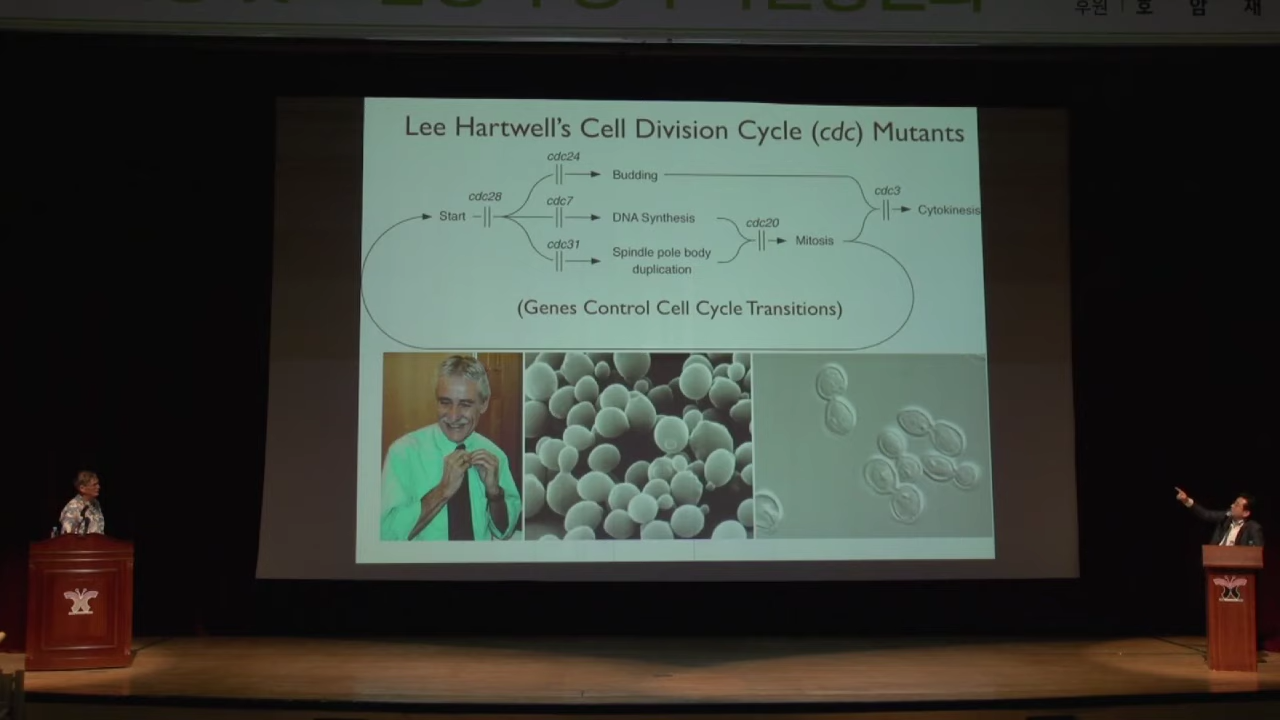 후원 | 호 암 재
Lee Hartwell's Cell Division Cycle (cdc) Mutants
cdc24
Budding
cdc28
cdc7
cdc3
Start
DNA Synthesis
cdc20
Cytokinesis
cdc31
Mitosis
Spindle pole body
duplication
(Genes Control Cell Cycle Transitions)